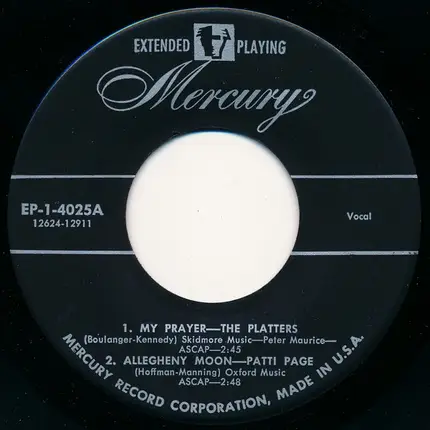 EXTENDED PLAYING
Mercury
EP-1-4025A
12624-12911
Vocal
1. MY PRAYER—THE PLATTERS
(Boulanger-Kennedy) Skidmore Music—Peter Maurice—
ASCAP—2:45
2. ALLEGHENY MOON—PATTI PAGE
(Hoffman-Manning) Oxford Music
ASCAP—2:48
MERCURY RECORD CORPORATION, MADE IN U.S.A.